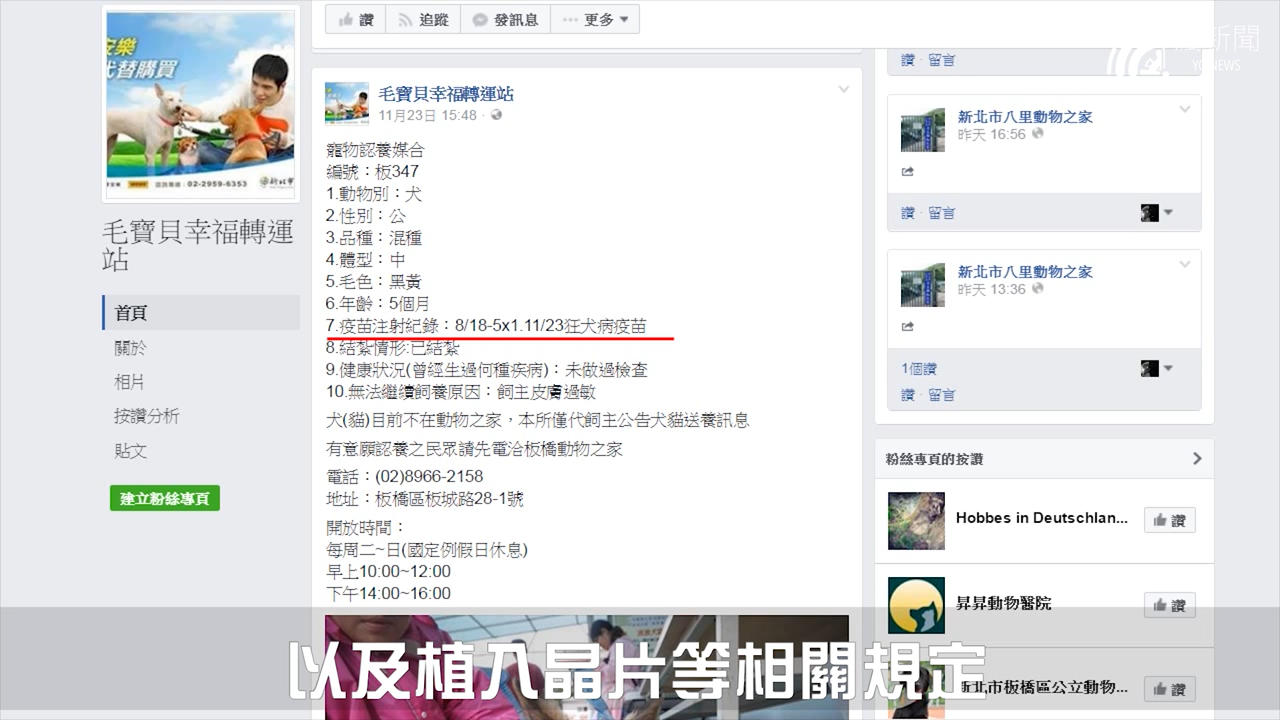 讚
追蹤
發訊息
更多
聞
YO NEWS
安樂
代替購買
02-2959-6353
毛寶貝幸福轉運
站
首頁
關於
相片
按讚分析
貼文
建立粉絲專頁
毛寶貝幸福轉運站
11月23日 15:48
寵物認養媒合
編號：板347
1.動物別：犬
2.性別：公
3.品種：混種
4.體型：中
5.毛色：黑黃
6.年齡：5個月
7.疫苗注射紀錄：8/18-5x1.11/23狂犬病疫苗
8.結紮情形:已結紮
9.健康狀況(曾經生過何種疾病)：未做過檢查
10.無法繼續飼養原因：飼主皮膚過敏
犬(貓)目前不在動物之家，本所僅代飼主公告犬貓送養訊息
有意願認養之民眾請先電洽板橋動物之家
電話：(02)8966-2158
地址：板橋區板城路28-1號
開放時間：
每周二~日(國定例假日休息)
早上10:00~12:00
下午14:00~16:00
讚 · 留言
新北市八里動物之家
昨天 16:56
讚 · 留言
新北市八里動物之家
昨天 13:36
1個讚
讚 · 留言
粉絲專頁的按讚
Hobbes in Deutschlan...
讚
昇昇動物醫院
讚
新北市板橋區公立動物...
讚
以及植入晶片等相關規定